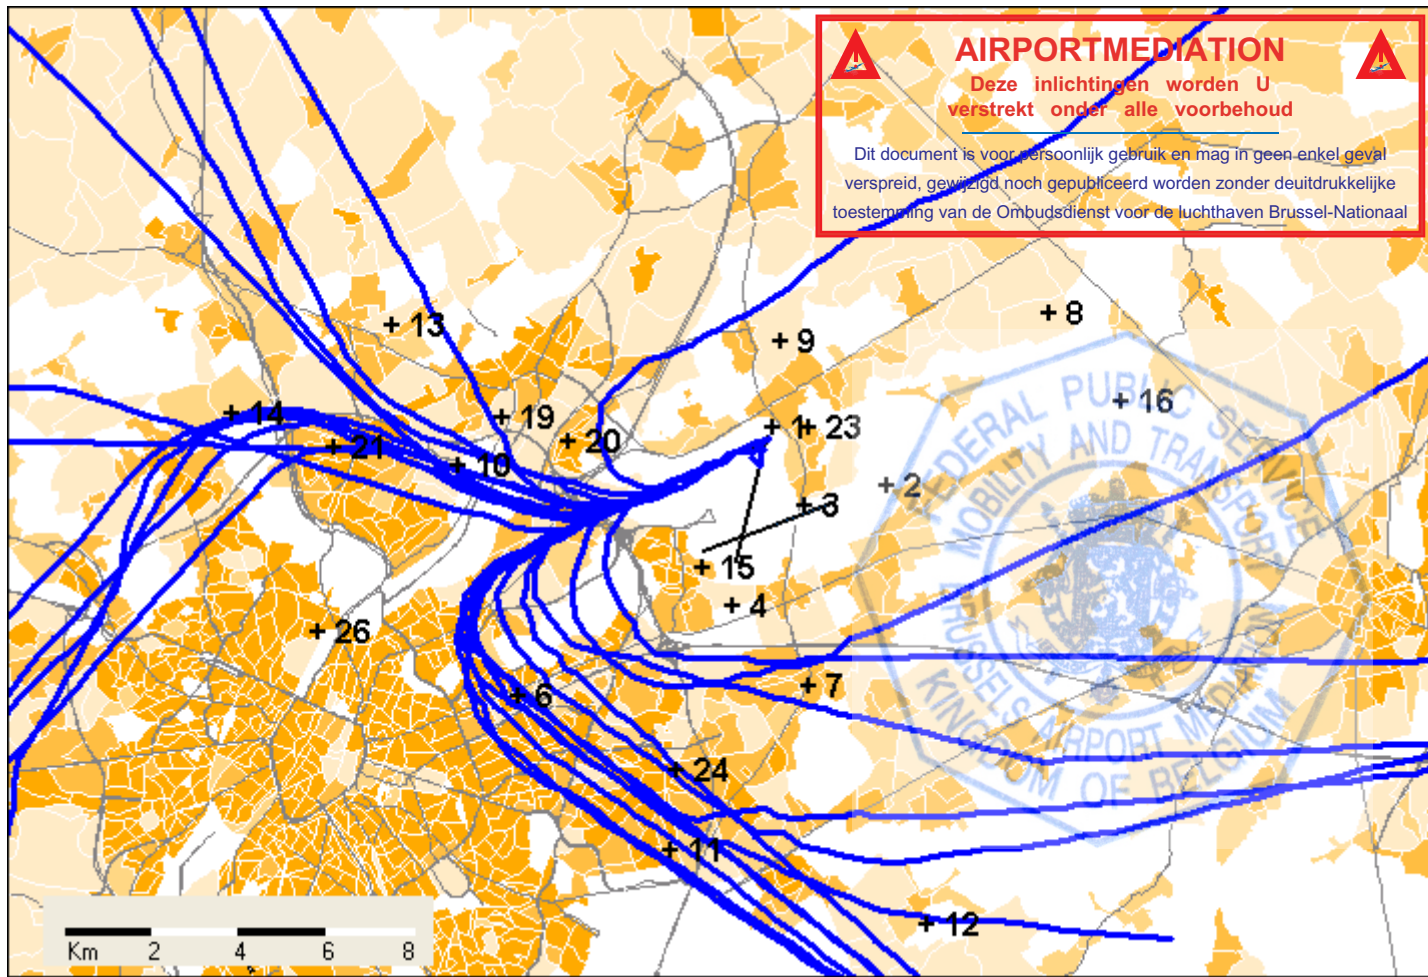 AIRPORTMEDIATION
Deze inlichtingen worden U
verstrekt onder alle voorbehoud
Dit document is voor persoonlijk gebruik en mag in geen enkel geval
verspreid, gewijzigd noch gepubliceerd worden zonder deuitdrukkelijke
toestemming van de Ombudsdienst voor de luchthaven Brussel-Nationaal
+ 8
+ 13
+ 9
+ 16
+ 14
+ 19
+ 1
+ 23
+ 20
+ 21
+ 10
+ 2
+ 3
+ 15
+ 4
+ 26
+ 7
+ 6
+ 24
+ 11
+ 12
FEDERAL PUBLIC SERVICE
MOBILITY AND TRANSPORT
BRUSSELS AIRPORT MEDIATION
KINGDOM OF BELGIUM
Km 2 4 6 8